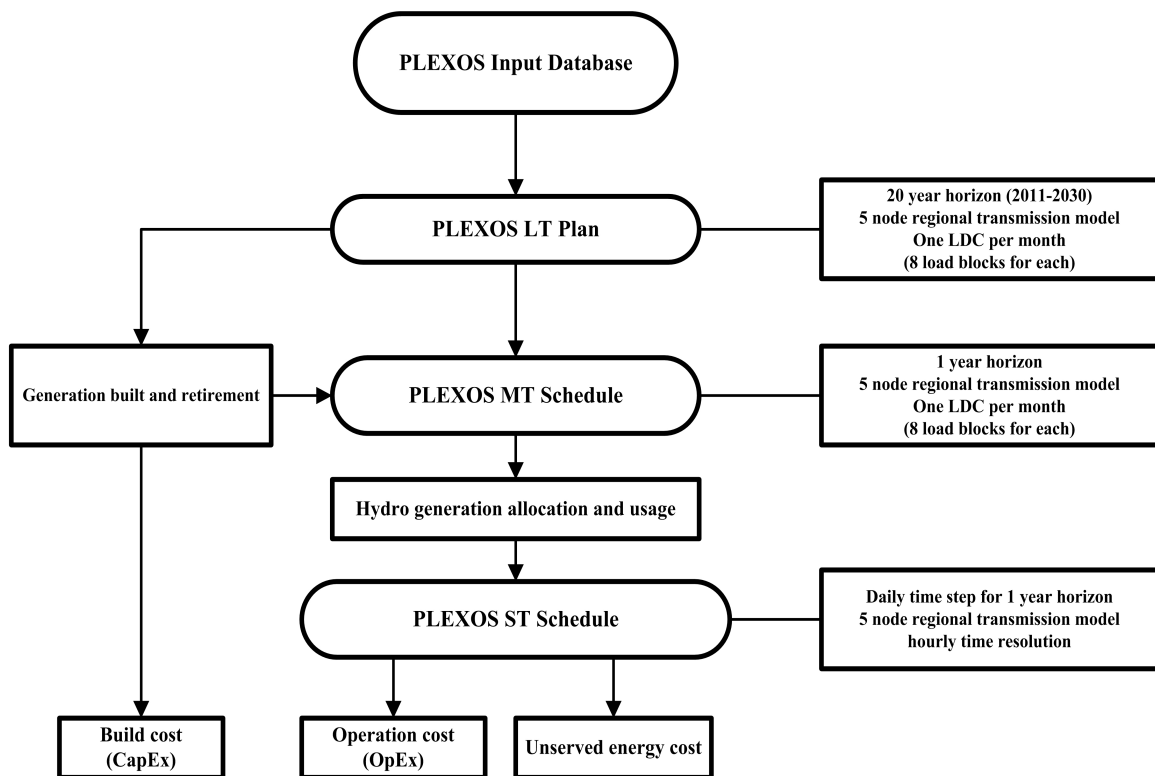 PLEXOS Input Database
PLEXOS LT Plan
20 year horizon (2011-2030)
5 node regional transmission model
One LDC per month
(8 load blocks for each)
Generation built and retirement
PLEXOS MT Schedule
1 year horizon
5 node regional transmission model
One LDC per month
(8 load blocks for each)
Hydro generation allocation and usage
PLEXOS ST Schedule
Daily time step for 1 year horizon
5 node regional transmission model
hourly time resolution
Build cost
(CapEx)
Operation cost
(OpEx)
Unserved energy cost